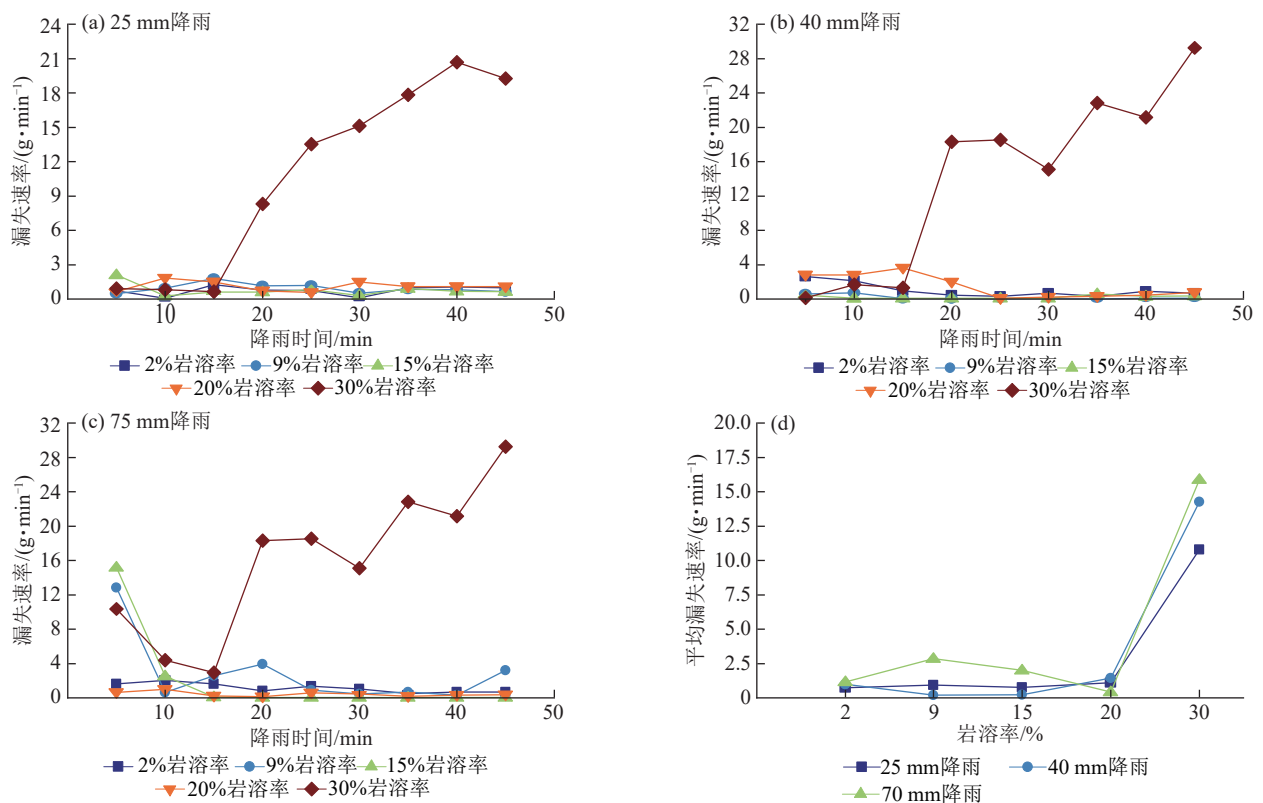 (a) 25 mm降雨
24
21
18
15
12
9
6
3
0
漏失速率/(g·min⁻¹)
10
20
30
40
50
降雨时间/min
2%岩溶率
9%岩溶率
15%岩溶率
20%岩溶率
30%岩溶率
(b) 40 mm降雨
32
28
24
20
16
12
8
4
0
漏失速率/(g·min⁻¹)
10
20
30
40
50
降雨时间/min
2%岩溶率
9%岩溶率
15%岩溶率
20%岩溶率
30%岩溶率
(c) 75 mm降雨
32
28
24
20
16
12
8
4
0
漏失速率/(g·min⁻¹)
10
20
30
40
50
降雨时间/min
2%岩溶率
9%岩溶率
15%岩溶率
20%岩溶率
30%岩溶率
(d)
20.0
17.5
15.0
12.5
10.0
7.5
5.0
2.5
0
平均漏失速率/(g·min⁻¹)
2
9
15
20
30
岩溶率/%
25 mm降雨
40 mm降雨
70 mm降雨